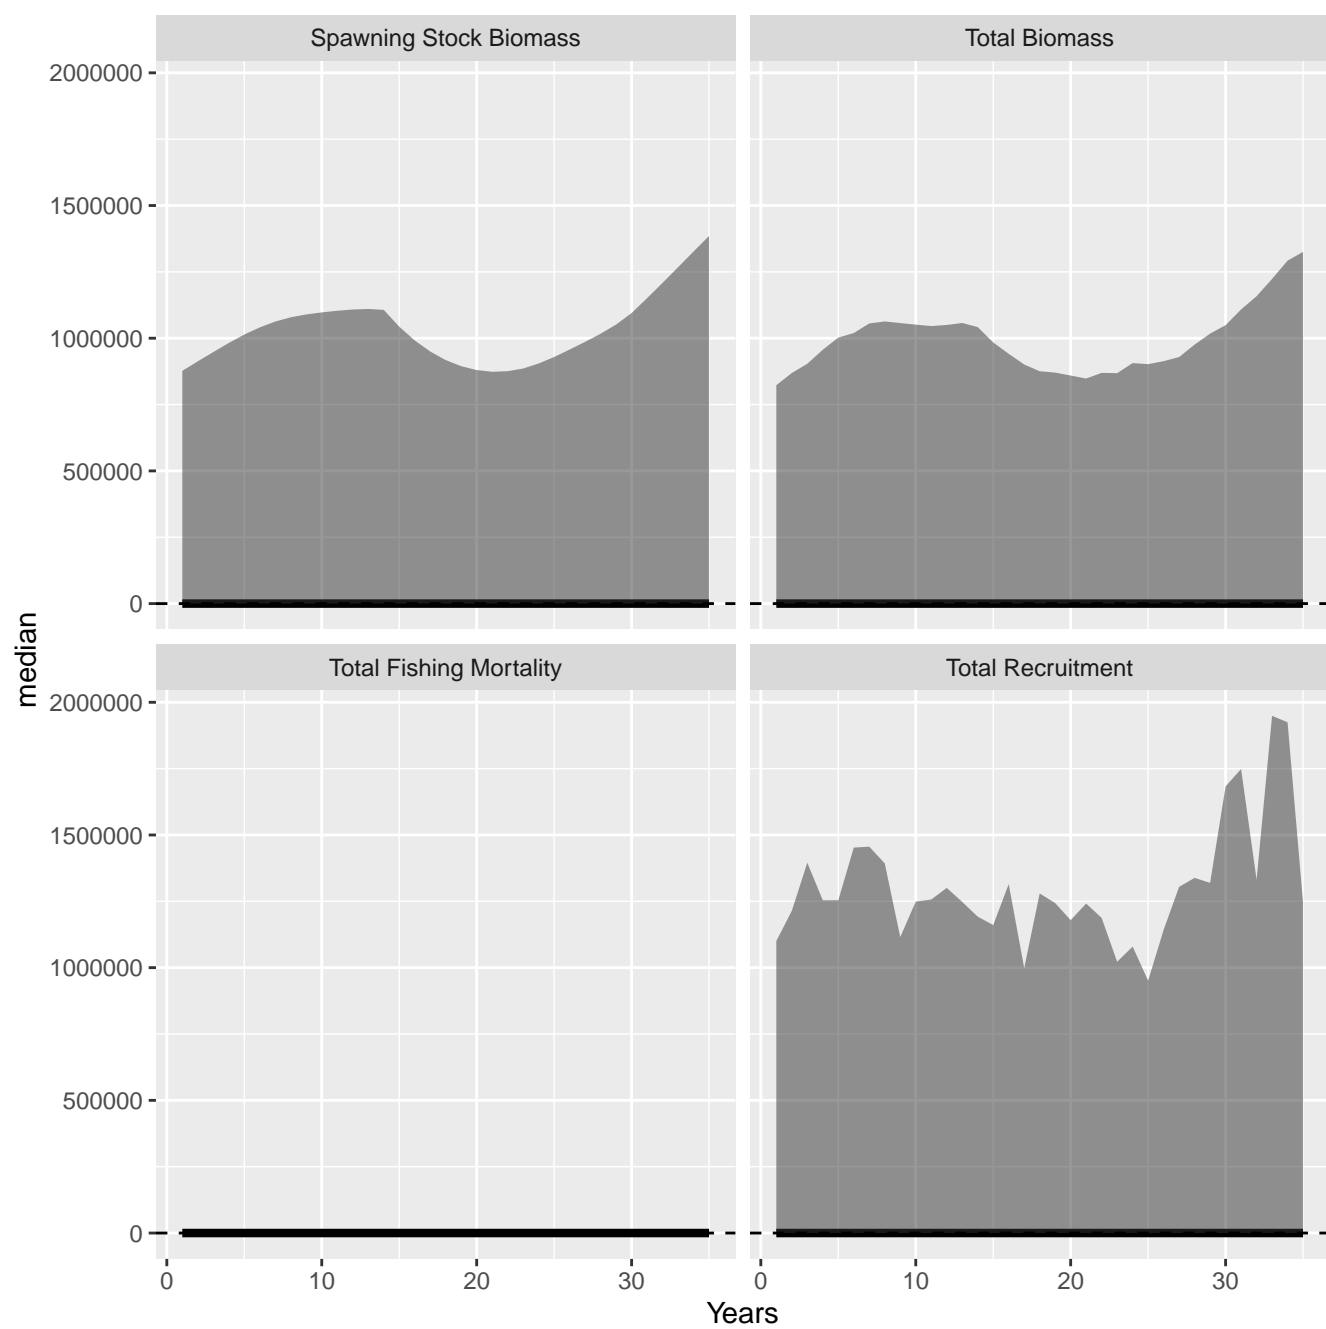 Spawning Stock Biomass
Total Biomass
2000000
1500000
1000000
500000
0
Total Fishing Mortality
Total Recruitment
2000000
1500000
1000000
500000
0
median
0 10 20 30
0 10 20 30
Years